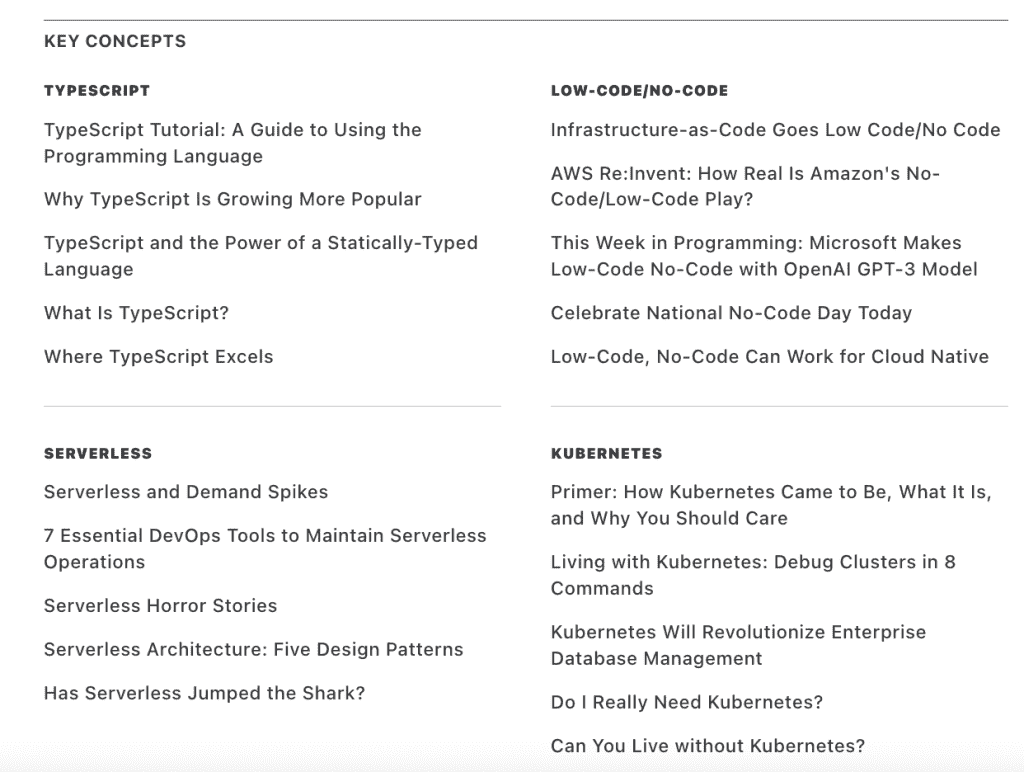 KEY CONCEPTS
TYPESCRIPT
TypeScript Tutorial: A Guide to Using the
Programming Language
Why TypeScript Is Growing More Popular
TypeScript and the Power of a Statically-Typed
Language
What Is TypeScript?
Where TypeScript Excels
LOW-CODE/NO-CODE
Infrastructure-as-Code Goes Low Code/No Code
AWS Re:Invent: How Real Is Amazon's No-
Code/Low-Code Play?
This Week in Programming: Microsoft Makes
Low-Code No-Code with OpenAI GPT-3 Model
Celebrate National No-Code Day Today
Low-Code, No-Code Can Work for Cloud Native
SERVERLESS
Serverless and Demand Spikes
7 Essential DevOps Tools to Maintain Serverless
Operations
Serverless Horror Stories
Serverless Architecture: Five Design Patterns
Has Serverless Jumped the Shark?
KUBERNETES
Primer: How Kubernetes Came to Be, What It Is,
and Why You Should Care
Living with Kubernetes: Debug Clusters in 8
Commands
Kubernetes Will Revolutionize Enterprise
Database Management
Do I Really Need Kubernetes?
Can You Live without Kubernetes?